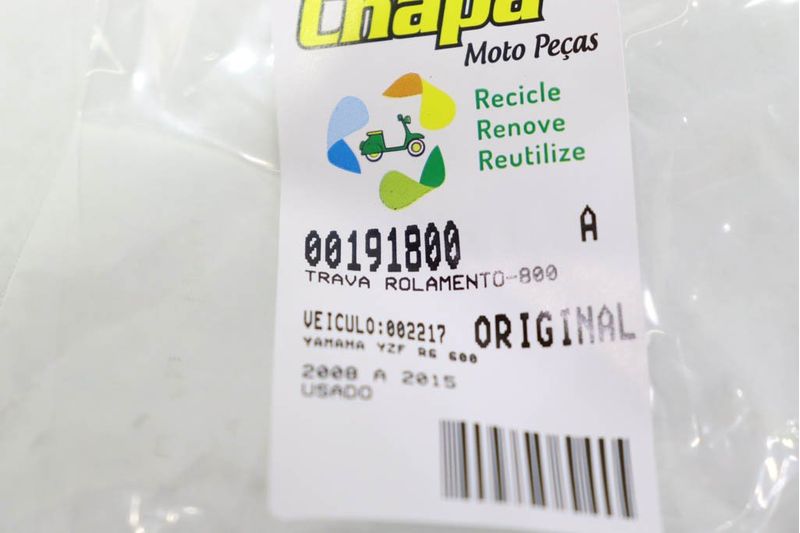 Chapa
Moto Peças
Recicle
Renove
Reutilize
A
00191800
TRAVA ROLAMENTO-800
VEICULO:002217 ORIGINAL
YAMAHA YZF R6 600
2008 A 2015
USADO